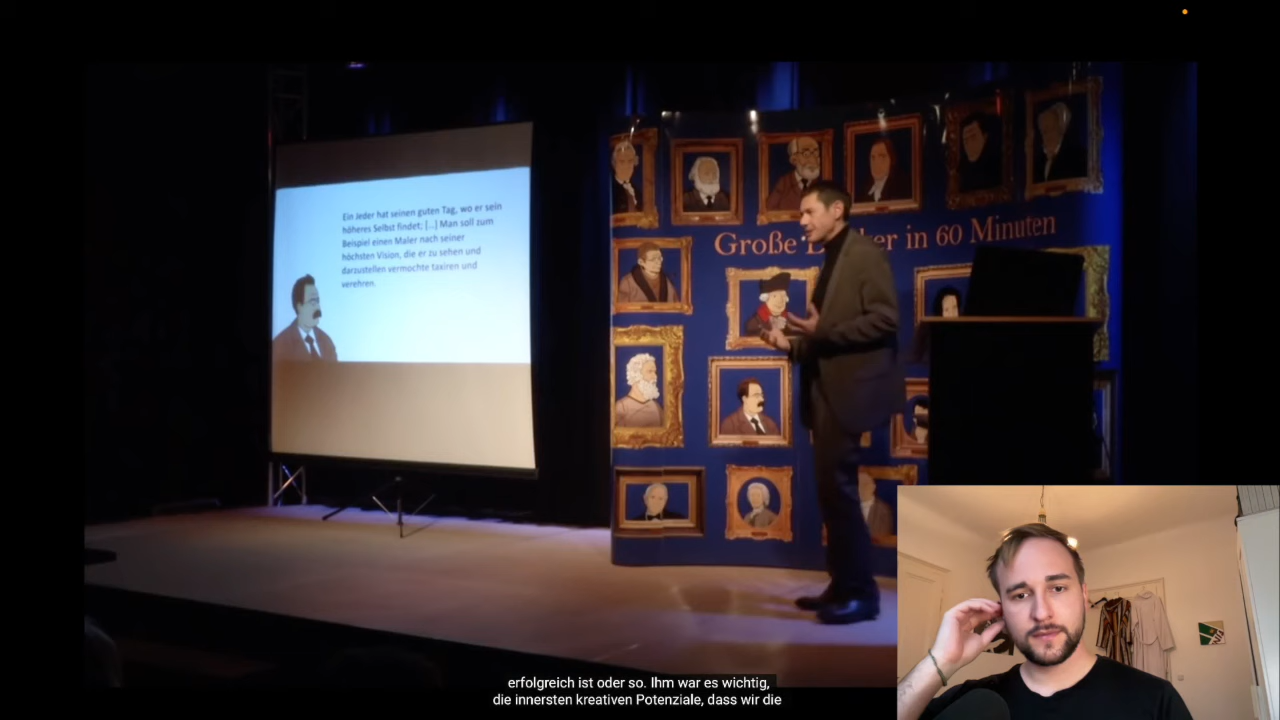 Ein Jeder hat seinen guten Tag, wo er sein
höheres Selbst findet; [...] Man soll zum
Beispiel einen Maler nach seiner
höchsten Vision, die er zu sehen und
darzustellen vermochte taxiren und
verehren.
Große er in 60 Minuten
erfolgreich ist oder so. Ihm war es wichtig,
die innersten kreativen Potenziale, dass wir die